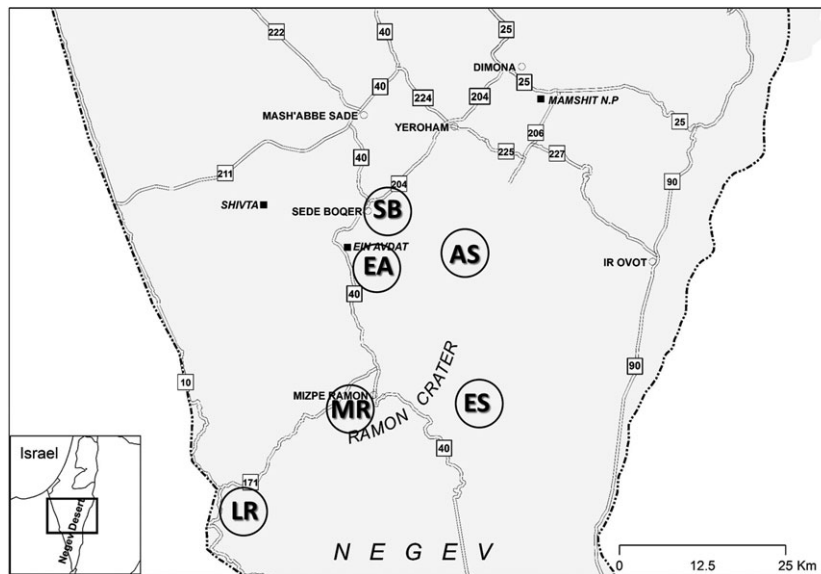 25
40
222
DIMONA
25
MAMSHIT N.P
40
224
204
MASH'ABBE SADE
YEROHAM
206
25
40
225
227
211
204
90
SHIVTA
SEDE BOQER
SB
EIN AVDAT
EA
AS
IR OVOT
40
RAMON CRATER
10
90
MIZPE RAMON
MR
ES
40
Israel
Negev Desert
171
LR
NEGEV
0 12.5 25 Km